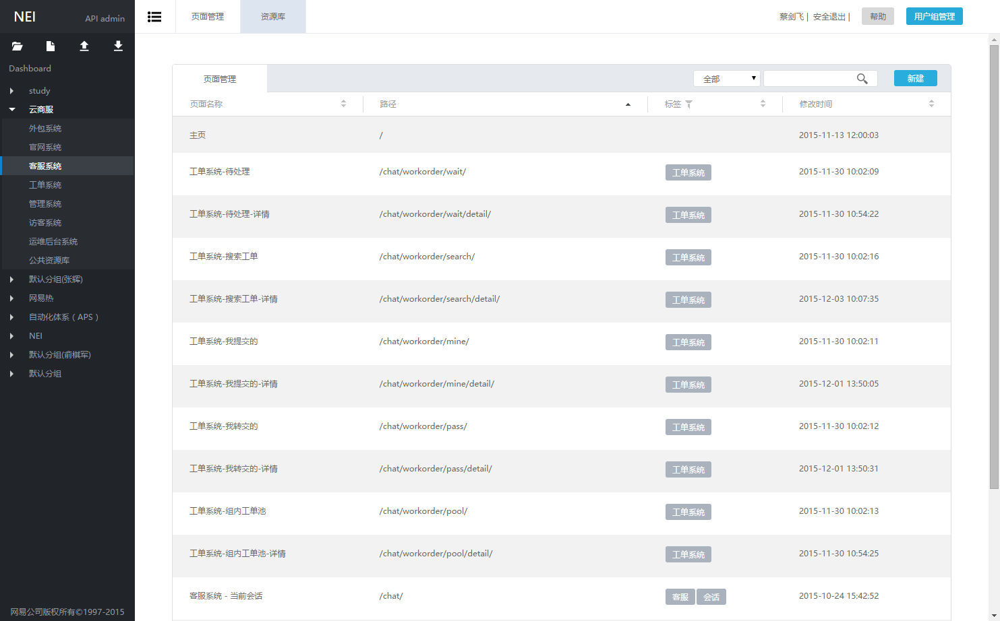 NEI API admin
页面管理 资源库 蔡剑飞 | 安全退出 | 帮助 用户组管理
Dashboard
study
云商服
外包系统
官网系统
客服系统
工单系统
管理系统
访客系统
运维后台系统
公共资源库
默认分组(张辉)
网易热
自动化体系 ( APS )
NEI
默认分组(俞棋军)
默认分组
网易公司版权所有©1997-2015
页面管理 全部 新建
页面名称 路径 标签 修改时间
主页 / 2015-11-13 12:00:03
工单系统-待处理 /chat/workorder/wait/ 工单系统 2015-11-30 10:02:09
工单系统-待处理-详情 /chat/workorder/wait/detail/ 工单系统 2015-11-30 10:54:22
工单系统-搜索工单 /chat/workorder/search/ 工单系统 2015-11-30 10:02:16
工单系统-搜索工单-详情 /chat/workorder/search/detail/ 工单系统 2015-12-03 10:07:35
工单系统-我提交的 /chat/workorder/mine/ 工单系统 2015-11-30 10:02:11
工单系统-我提交的-详情 /chat/workorder/mine/detail/ 工单系统 2015-12-01 13:50:05
工单系统-我转交的 /chat/workorder/pass/ 工单系统 2015-11-30 10:02:12
工单系统-我转交的-详情 /chat/workorder/pass/detail/ 工单系统 2015-12-01 13:50:31
工单系统-组内工单池 /chat/workorder/pool/ 工单系统 2015-11-30 10:02:13
工单系统-组内工单池-详情 /chat/workorder/pool/detail/ 工单系统 2015-11-30 10:54:25
客服系统 - 当前会话 /chat/ 客服 会话 2015-10-24 15:42:52